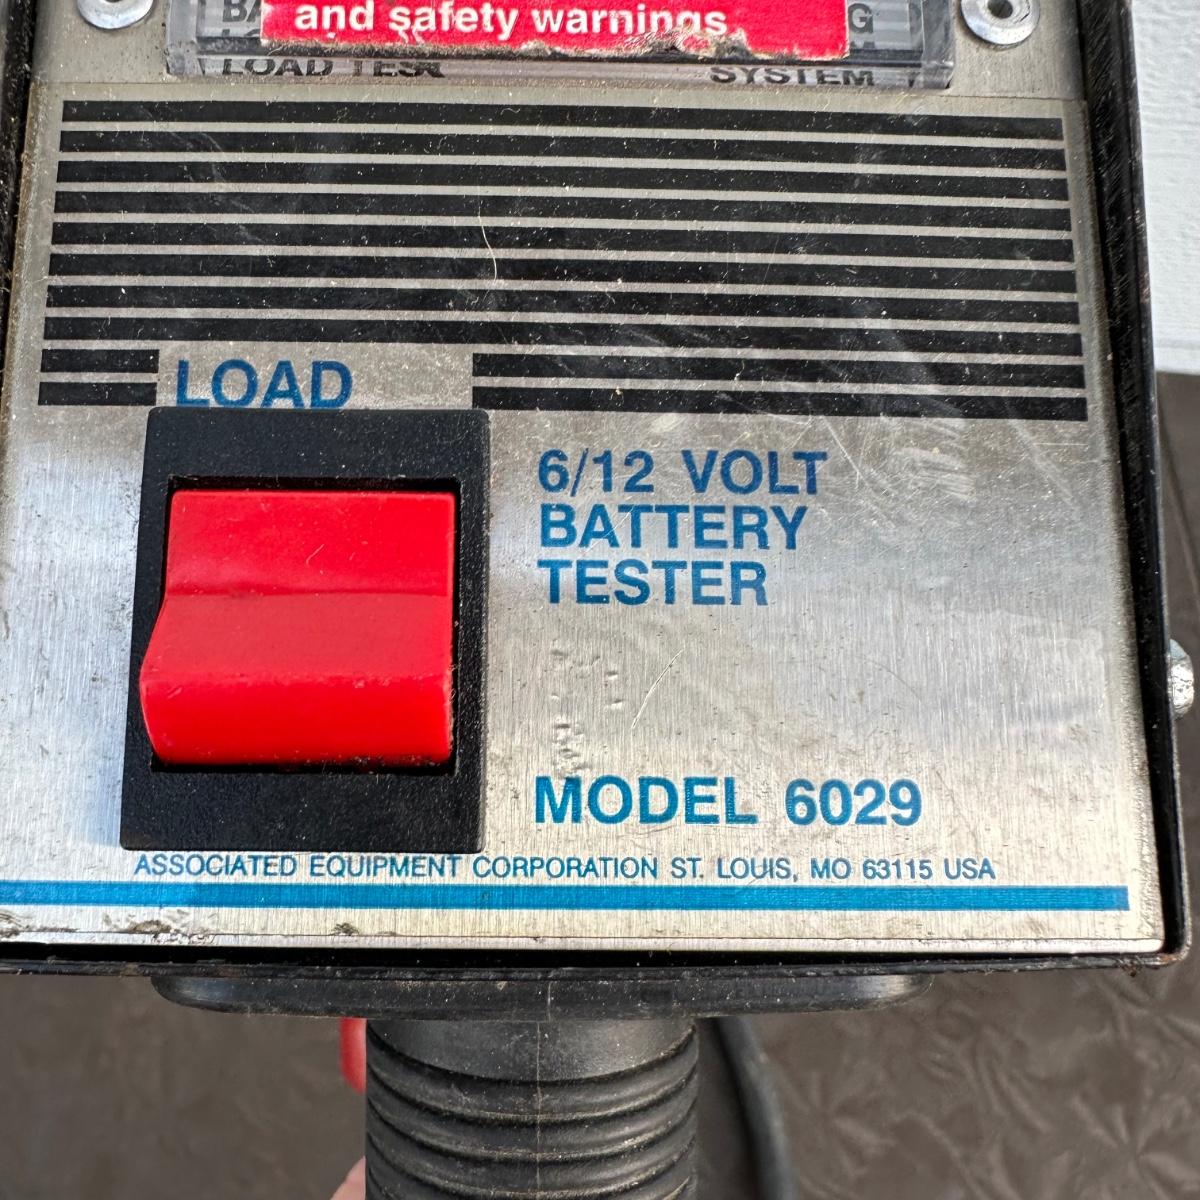 and safety warnings.
LOAD TEST SYSTEM
LOAD
6/12 VOLT
BATTERY
TESTER
MODEL 6029
ASSOCIATED EQUIPMENT CORPORATION ST. LOUIS, MO 63115 USA